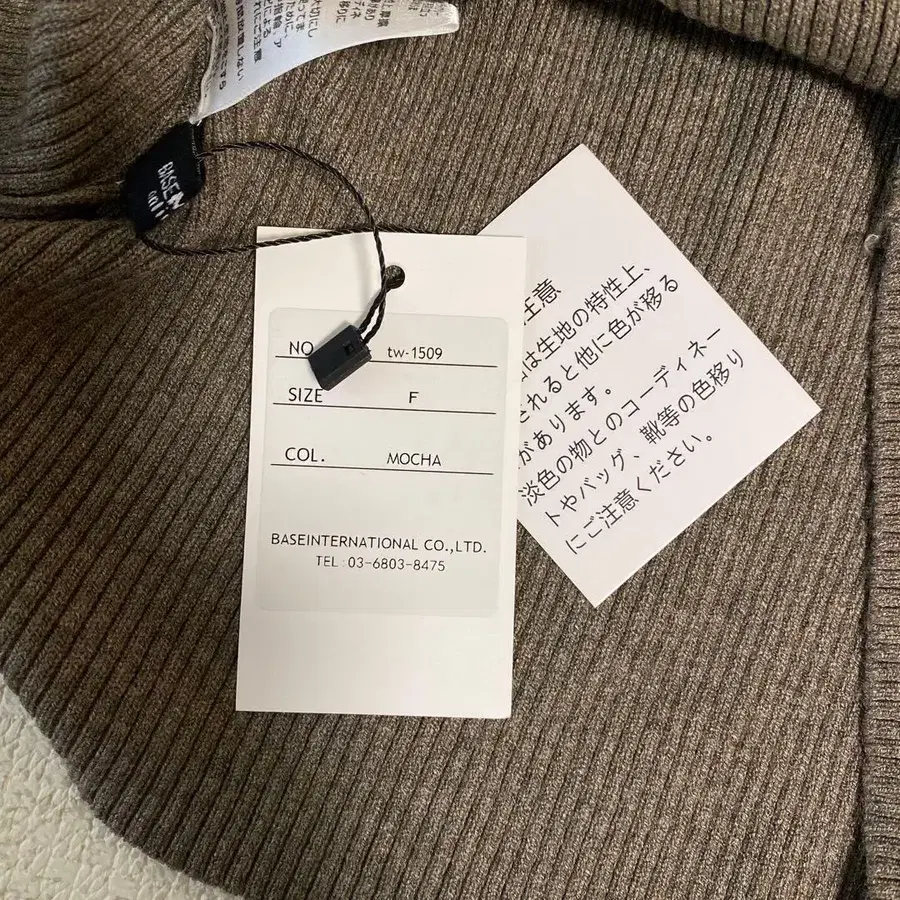 BASE
NO
tw-1509
SIZE
F
COL.
MOCHA
BASEINTERNATIONAL CO.,LTD.
TEL:03-6803-8475
注意
は生地の特性上、
れると他に色が移る
があります。
淡色の物とのコーディネー
トやバッグ、靴等の色移り
にご注意ください。